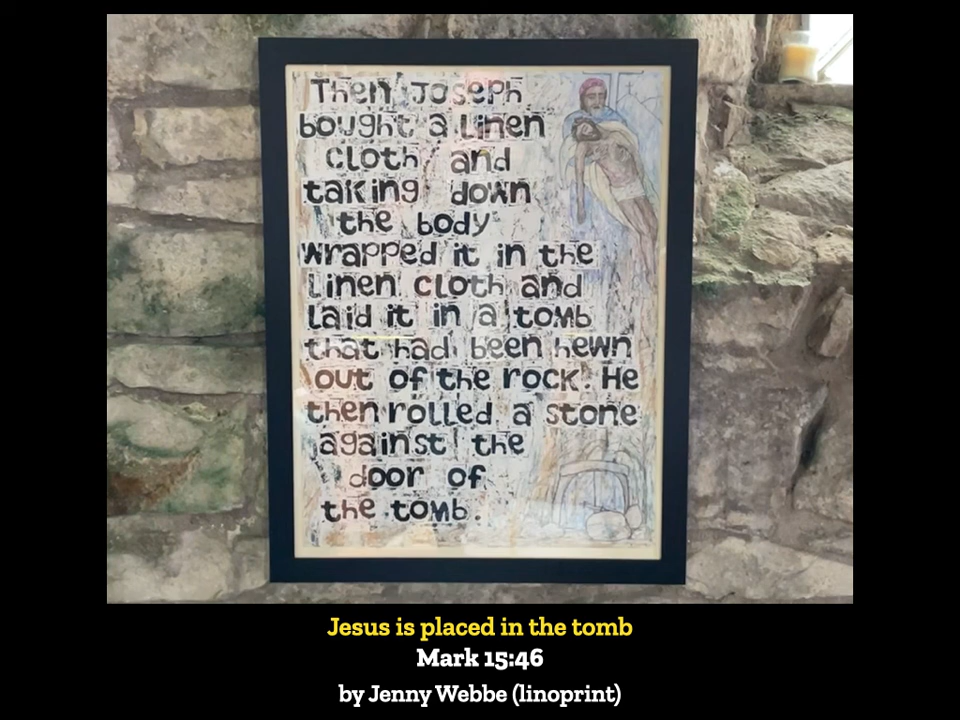 Then Joseph
bought a linen
cloth and
taking down
the body
wrapped it in the
linen cloth and
laid it in a tomb
that had been hewn
out of the rock. He
then rolled a stone
against the
door of
the tomb.
Jesus is placed in the tomb
Mark 15:46
by Jenny Webbe (linoprint)